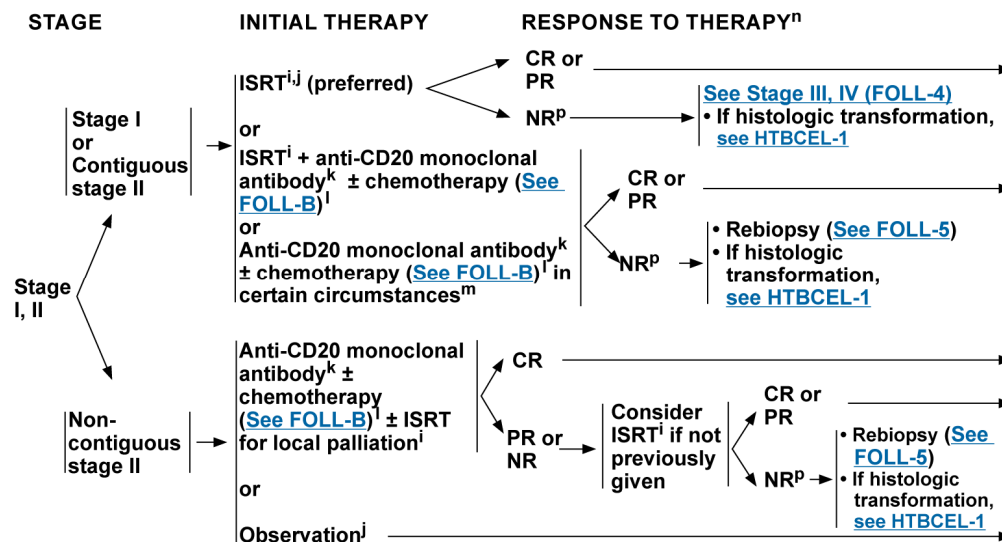 STAGE
INITIAL THERAPY
RESPONSE TO THERAPYⁿ
Stage
I, II
Stage I
or
Contiguous
stage II
ISRTⁱ,ʲ (preferred)
or
ISRTⁱ + anti-CD20 monoclonal
antibodyᵏ ± chemotherapy (See
FOLL-B)ˡ
or
Anti-CD20 monoclonal antibodyᵏ
± chemotherapy (See FOLL-B)ˡ in
certain circumstancesᵐ
CR or
PR
NRᵖ
See Stage III, IV (FOLL-4)
• If histologic transformation,
see HTBCEL-1
CR or
PR
NRᵖ
• Rebiopsy (See FOLL-5)
• If histologic
transformation,
see HTBCEL-1
Non-
contiguous
stage II
Anti-CD20 monoclonal
antibodyᵏ ±
chemotherapy
(See FOLL-B)ˡ ± ISRT
for local palliationⁱ
or
Observationʲ
CR
PR or
NR
Consider
ISRTⁱ if not
previously
given
CR or
PR
NRᵖ
• Rebiopsy (See
FOLL-5)
• If histologic
transformation,
see HTBCEL-1